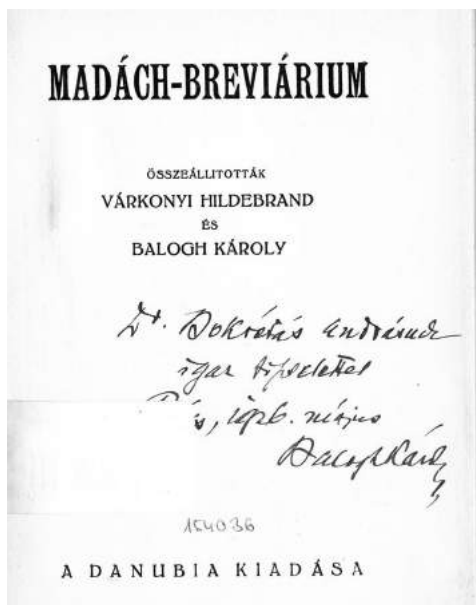 MADÁCH-BREVIÁRIUM
ÖSSZEÁLLITOTTÁK
VÁRKONYI HILDEBRAND
ÉS
BALOGH KÁROLY
Dr. Bokrétás Andrásnak
igaz tisztelettel
1926. május
Balogh Károly
154036
A DANUBIA KIADÁSA